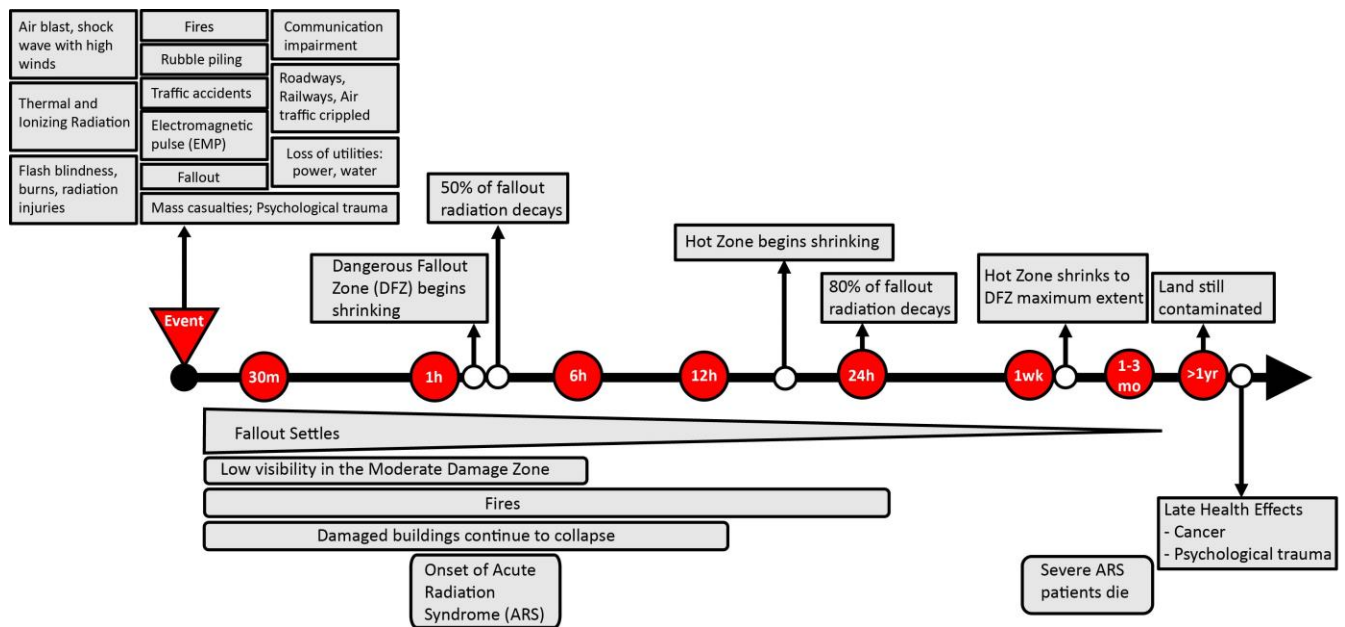 Air blast, shock
wave with high
winds
Thermal and
Ionizing Radiation
Flash blindness,
burns, radiation
injuries
Fires
Rubble piling
Traffic accidents
Electromagnetic
pulse (EMP)
Fallout
Mass casualties; Psychological trauma
Communication
impairment
Roadways,
Railways, Air
traffic crippled
Loss of utilities:
power, water
50% of fallout
radiation decays
Dangerous Fallout
Zone (DFZ) begins
shrinking
Hot Zone begins shrinking
80% of fallout
radiation decays
Hot Zone shrinks to
DFZ maximum extent
Land still
contaminated
Event
30m
1h
6h
12h
24h
1wk
1-3
mo
>1yr
Fallout Settles
Low visibility in the Moderate Damage Zone
Fires
Damaged buildings continue to collapse
Onset of Acute
Radiation
Syndrome (ARS)
Severe ARS
patients die
Late Health Effects
- Cancer
- Psychological trauma